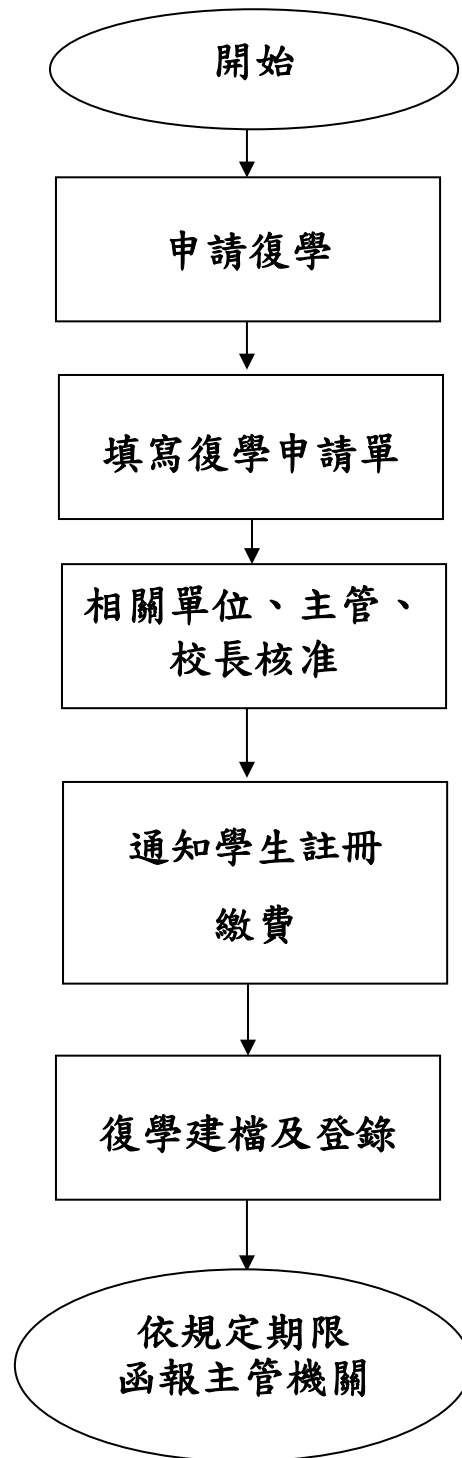 開始
申請復學
填寫復學申請單
相關單位、主管、
校長核准
通知學生註冊
繳費
復學建檔及登錄
依規定期限
函報主管機關